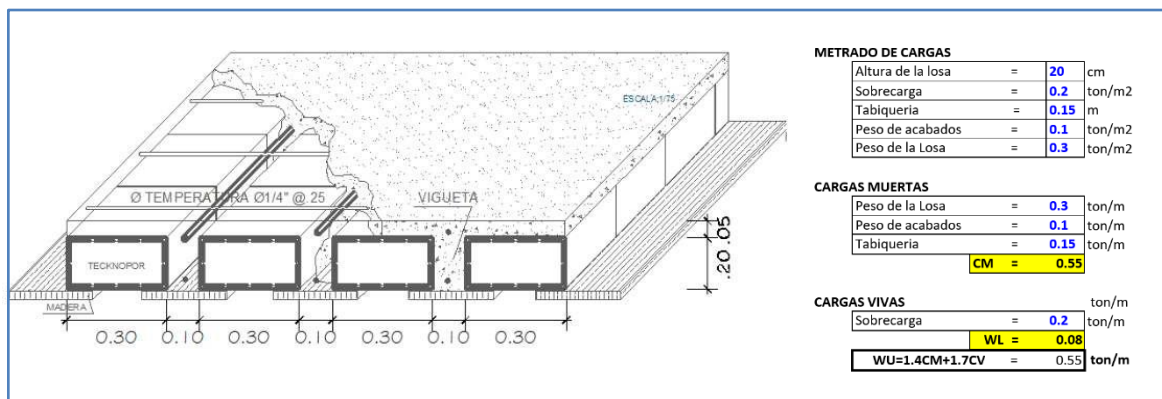 ESCALA:1/75
Ø TEMPERATURA Ø1/4" @ 25
VIGUETA
TECKNOPOR
MADERA
.05
.20
0.30 0.10 0.30 0.10 0.30 0.10 0.30
METRADO DE CARGAS
Altura de la losa = 20 cm
Sobrecarga = 0.2 ton/m2
Tabiqueria = 0.15 m
Peso de acabados = 0.1 ton/m2
Peso de la Losa = 0.3 ton/m2
CARGAS MUERTAS
Peso de la Losa = 0.3 ton/m
Peso de acabados = 0.1 ton/m
Tabiqueria = 0.15 ton/m
CM = 0.55
CARGAS VIVAS ton/m
Sobrecarga = 0.2 ton/m
WL = 0.08
WU=1.4CM+1.7CV = 0.55 ton/m